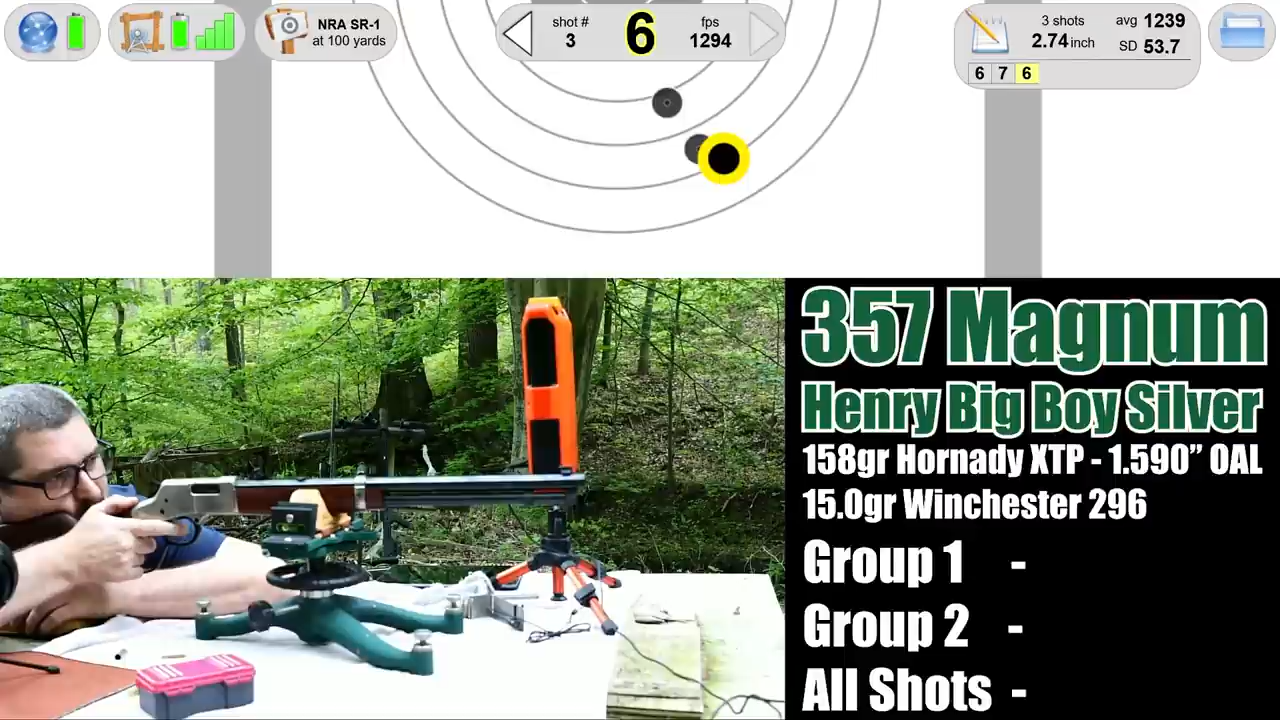 NRA SR-1
at 100 yards
shot #
3
6
fps
1294
3 shots
2.74 inch
avg 1239
SD 53.7
6 7 6
357 Magnum
Henry Big Boy Silver
158gr Hornady XTP - 1.590” OAL
15.0gr Winchester 296
Group 1 -
Group 2 -
All Shots -